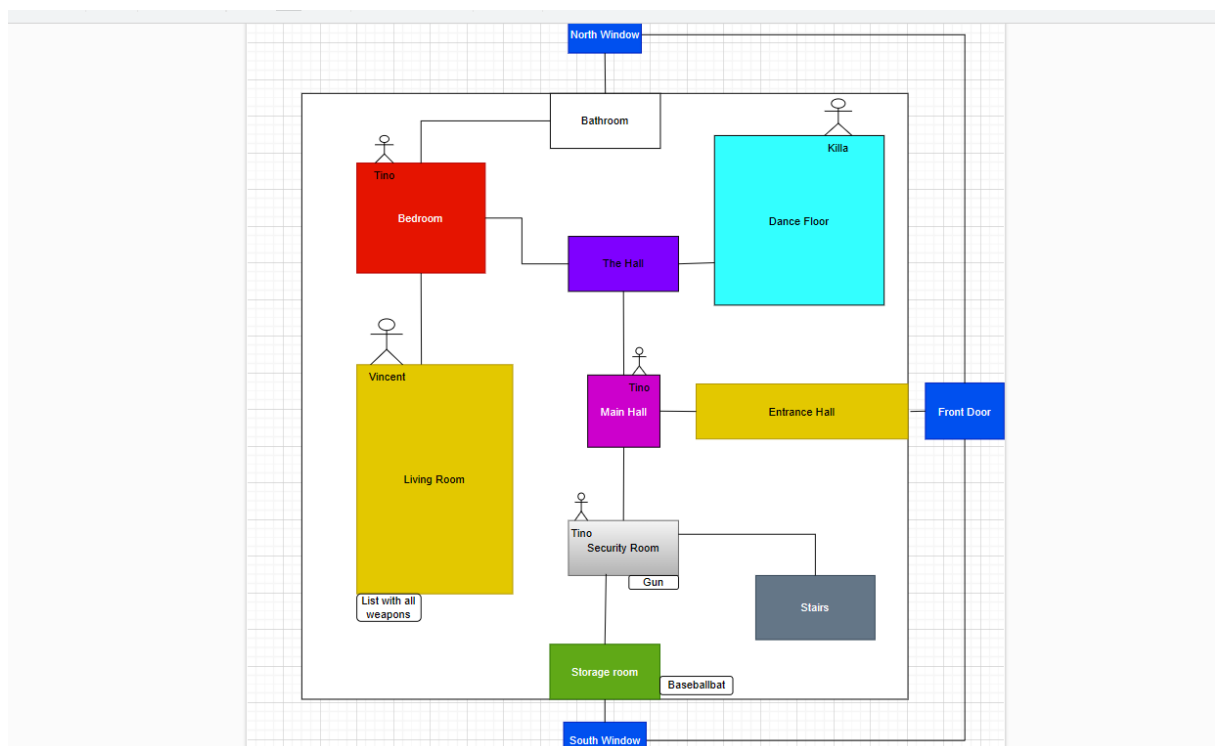 North Window
Bathroom
Killa
Tino
Bedroom
Dance Floor
The Hall
Vincent
Tino
Main Hall
Entrance Hall
Front Door
Living Room
Tino
Security Room
Gun
List with all
weapons
Stairs
Storage room
Baseballbat
South Window